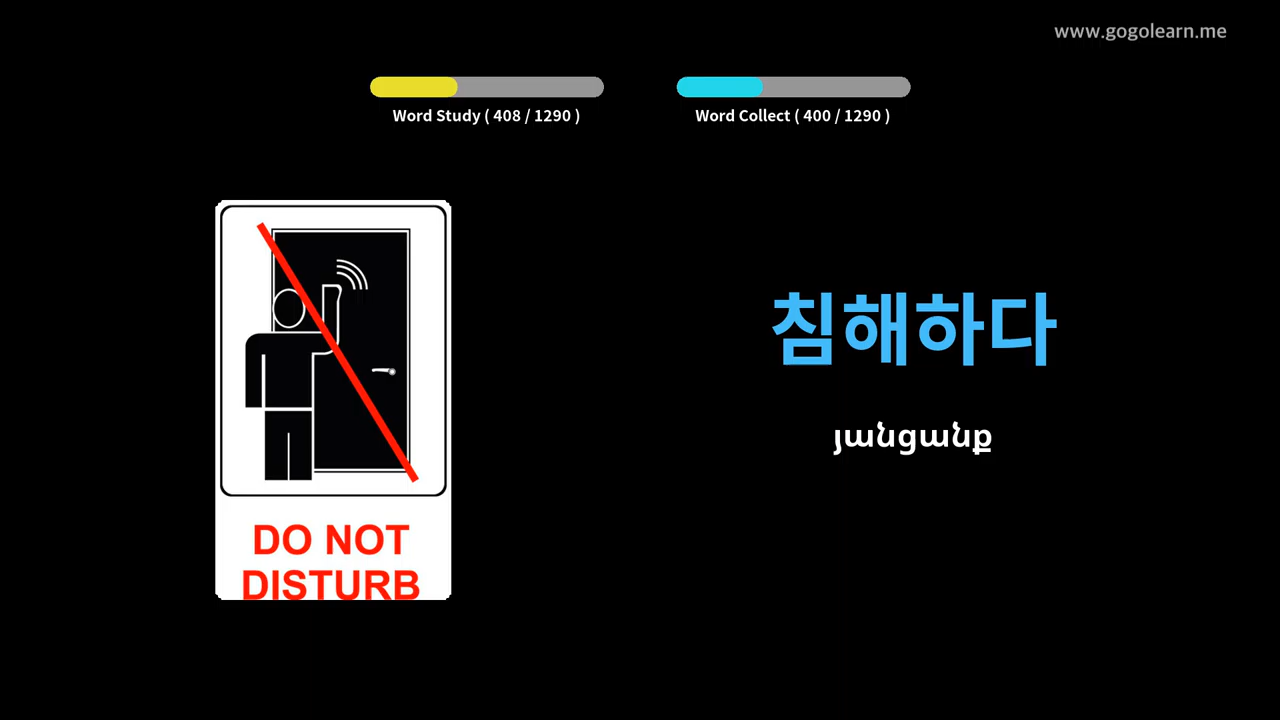 www.gogolearn.me
Word Study ( 408 / 1290 )
Word Collect ( 400 / 1290 )
침해하다
յանցանք
DO NOT
DISTURB